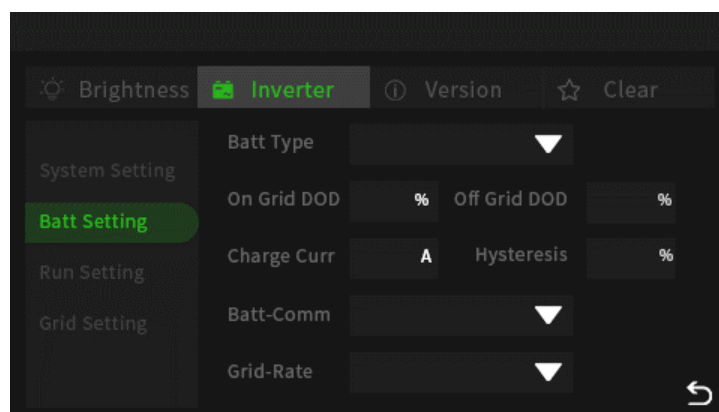 Brightness Inverter Version Clear
System Setting
Batt Setting
Run Setting
Grid Setting
Batt Type
On Grid DOD % Off Grid DOD %
Charge Curr A Hysteresis %
Batt-Comm
Grid-Rate